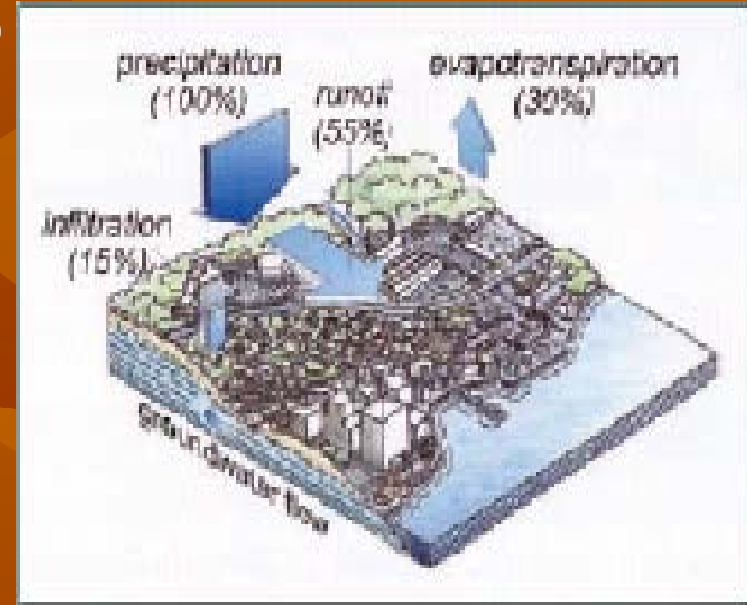 precipitation
(100%)
runoff
(55%)
evapotranspiration
(30%)
infiltration
(15%)
groundwater flow